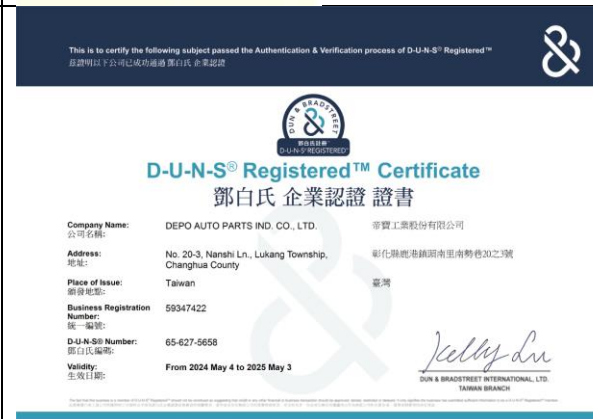 This is to certify the following subject passed the Authentication & Verification process of D-U-N-S® Registered™
茲證明以下公司已成功通過 鄧白氏 企業認證
&
DUN & BRADSTREET
&
鄧白氏註冊™
D-U-N-S® REGISTERED™
D-U-N-S® Registered™ Certificate
鄧白氏 企業認證 證書
Company Name: DEPO AUTO PARTS IND. CO., LTD. 帝寶工業股份有限公司
公司名稱:
Address: No. 20-3, Nanshi Ln., Lukang Township, 彰化縣鹿港鎮頭南里南勢巷20之3號
地址: Changhua County
Place of Issue: Taiwan 臺灣
頒發地點:
Business Registration 59347422
Number:
統一編號:
D-U-N-S® Number: 65-627-5658
鄧白氏編碼:
Validity: From 2024 May 4 to 2025 May 3
生效日期:
Kelly Lu
DUN & BRADSTREET INTERNATIONAL, LTD.
TAIWAN BRANCH